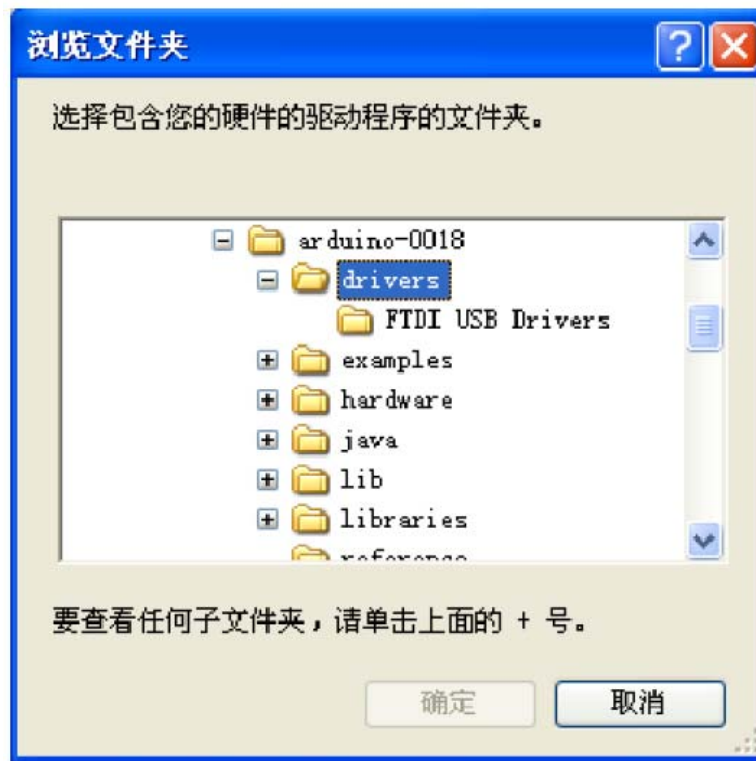 浏览文件夹
选择包含您的硬件的驱动程序的文件夹。
arduino-0018
drivers
FTDI USB Drivers
examples
hardware
java
lib
libraries
reference
要查看任何子文件夹，请单击上面的 + 号。
确定 取消